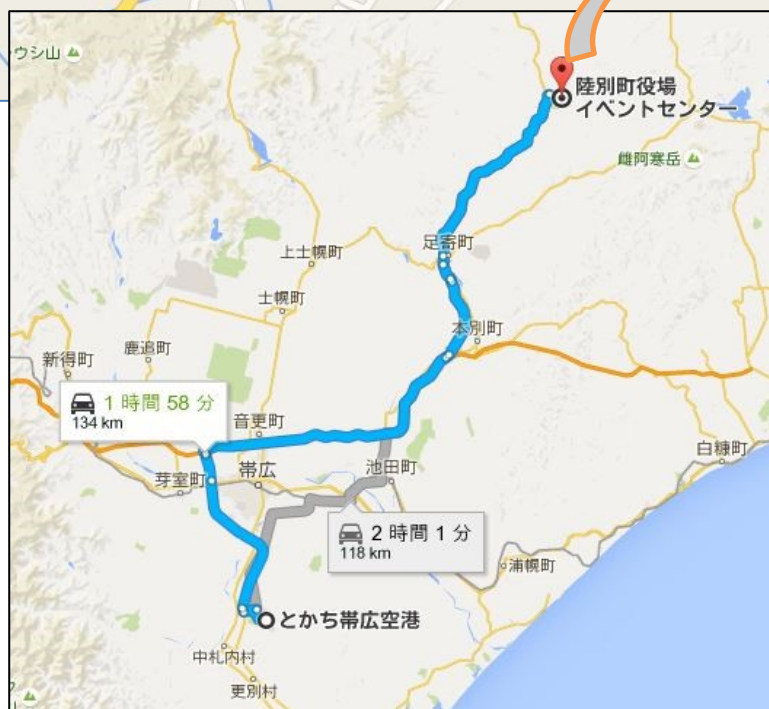 ウシ山
陸別町役場
イベントセンター
雌阿寒岳
足寄町
上士幌町
士幌町
本別町
鹿追町
新得町
1 時間 58 分
134 km
音更町
白糠町
帯広
池田町
芽室町
2 時間 1 分
118 km
浦幌町
とかち帯広空港
中札内村
更別村